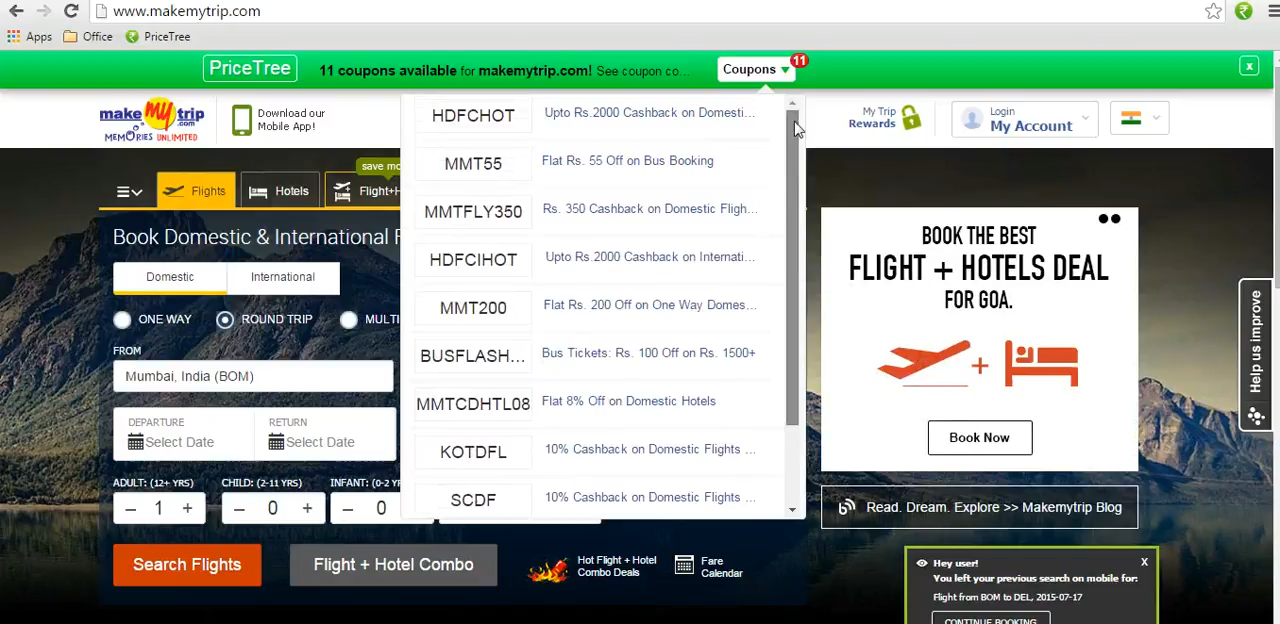 www.makemytrip.com
Apps Office PriceTree
PriceTree 11 coupons available for makemytrip.com! See coupon co... Coupons 11 x
make my trip .com
MEMORIES UNLIMITED
Download our
Mobile App!
My Trip
Rewards
Login
My Account
HDFCHOT Upto Rs.2000 Cashback on Domesti...
MMT55 Flat Rs. 55 Off on Bus Booking
MMTFLY350 Rs. 350 Cashback on Domestic Fligh...
HDFCIHOT Upto Rs.2000 Cashback on Internati...
MMT200 Flat Rs. 200 Off on One Way Domes...
BUSFLASH... Bus Tickets: Rs. 100 Off on Rs. 1500+
MMTCDHTL08 Flat 8% Off on Domestic Hotels
KOTDFL 10% Cashback on Domestic Flights ...
SCDF 10% Cashback on Domestic Flights ...
save mo
Flights Hotels Flight+H
Book Domestic & International F
Domestic International
ONE WAY ROUND TRIP MULTI
FROM
Mumbai, India (BOM)
DEPARTURE RETURN
Select Date Select Date
ADULT: (12+ YRS) CHILD: (2-11 YRS) INFANT: (0-2 Y
– 1 + – 0 + – 0
Search Flights Flight + Hotel Combo
Hot Flight + Hotel
Combo Deals
Fare
Calendar
BOOK THE BEST
FLIGHT + HOTELS DEAL
FOR GOA.
+
Book Now
Read. Dream. Explore >> Makemytrip Blog
Help us improve
Hey user! X
You left your previous search on mobile for:
Flight from BOM to DEL, 2015-07-17
CONTINUE BOOKING